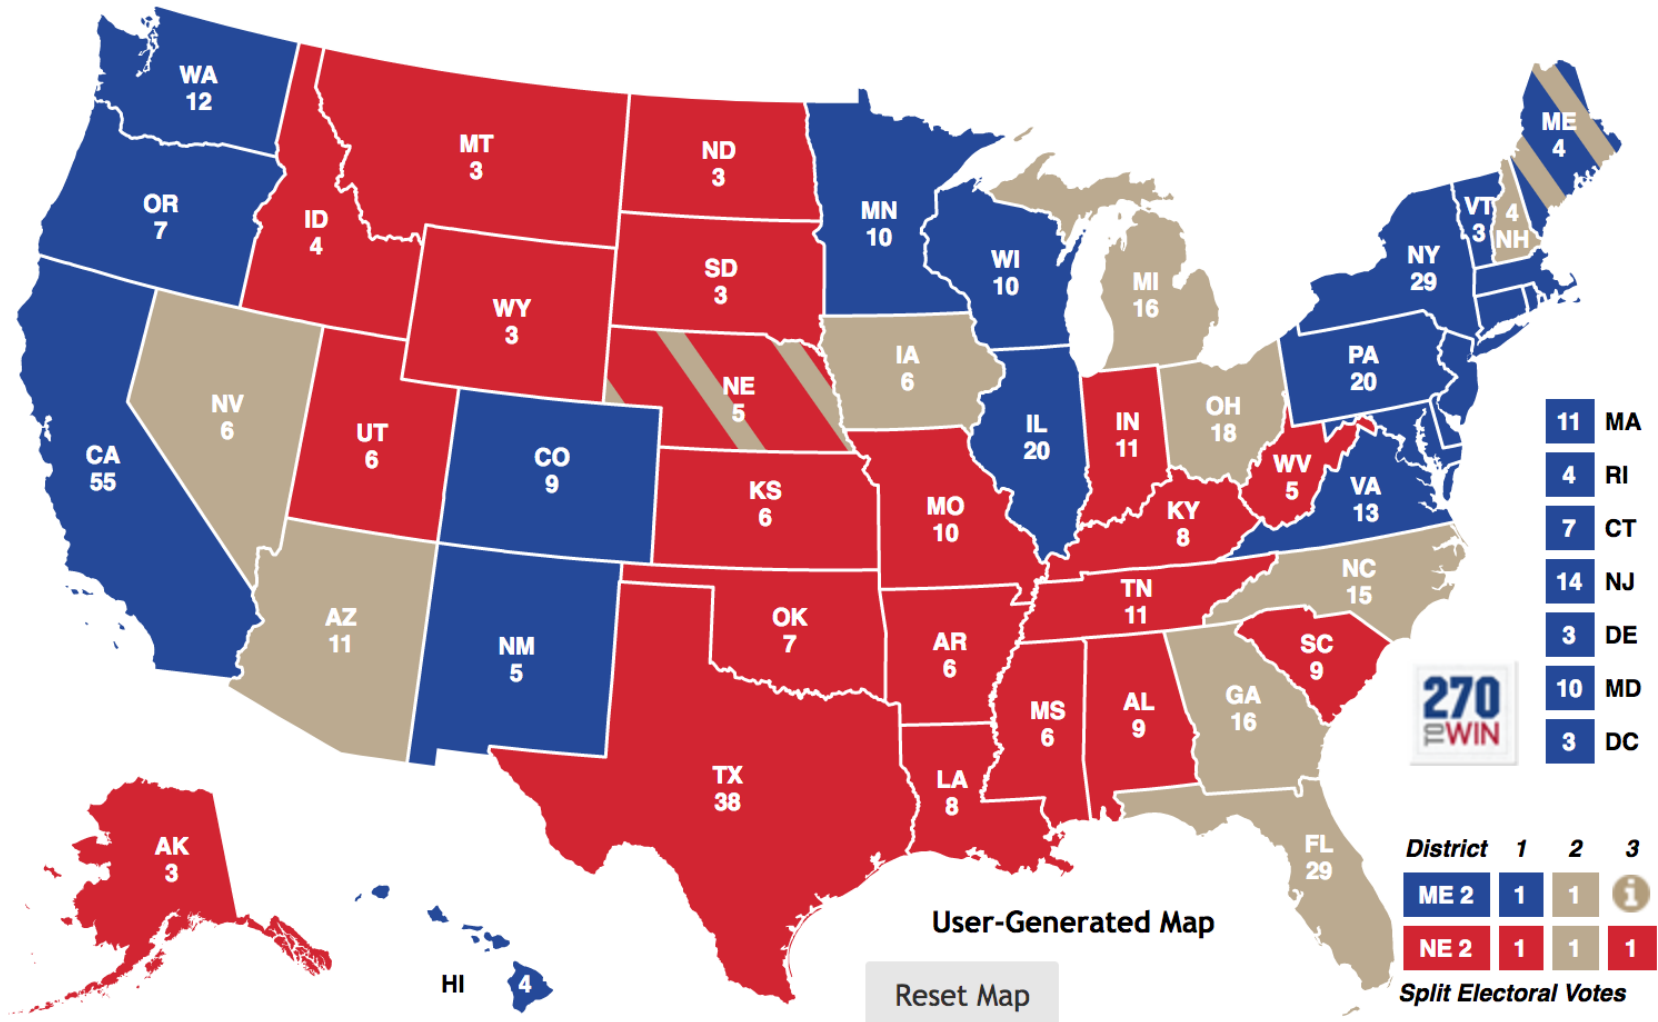 WA
12
OR
7
CA
55
NV
6
ID
4
MT
3
WY
3
UT
6
AZ
11
CO
9
NM
5
ND
3
SD
3
NE
5
KS
6
OK
7
TX
38
MN
10
IA
6
MO
10
AR
6
LA
8
WI
10
IL
20
MS
6
MI
16
IN
11
KY
8
TN
11
AL
9
OH
18
WV
5
GA
16
FL
29
SC
9
NC
15
VA
13
PA
20
NY
29
VT
3
4
NH
ME
4
AK
3
HI
4
11 MA
4 RI
7 CT
14 NJ
3 DE
10 MD
3 DC
270
TO WIN
User-Generated Map
Reset Map
District 1 2 3
ME 2 1 1 i
NE 2 1 1 1
Split Electoral Votes